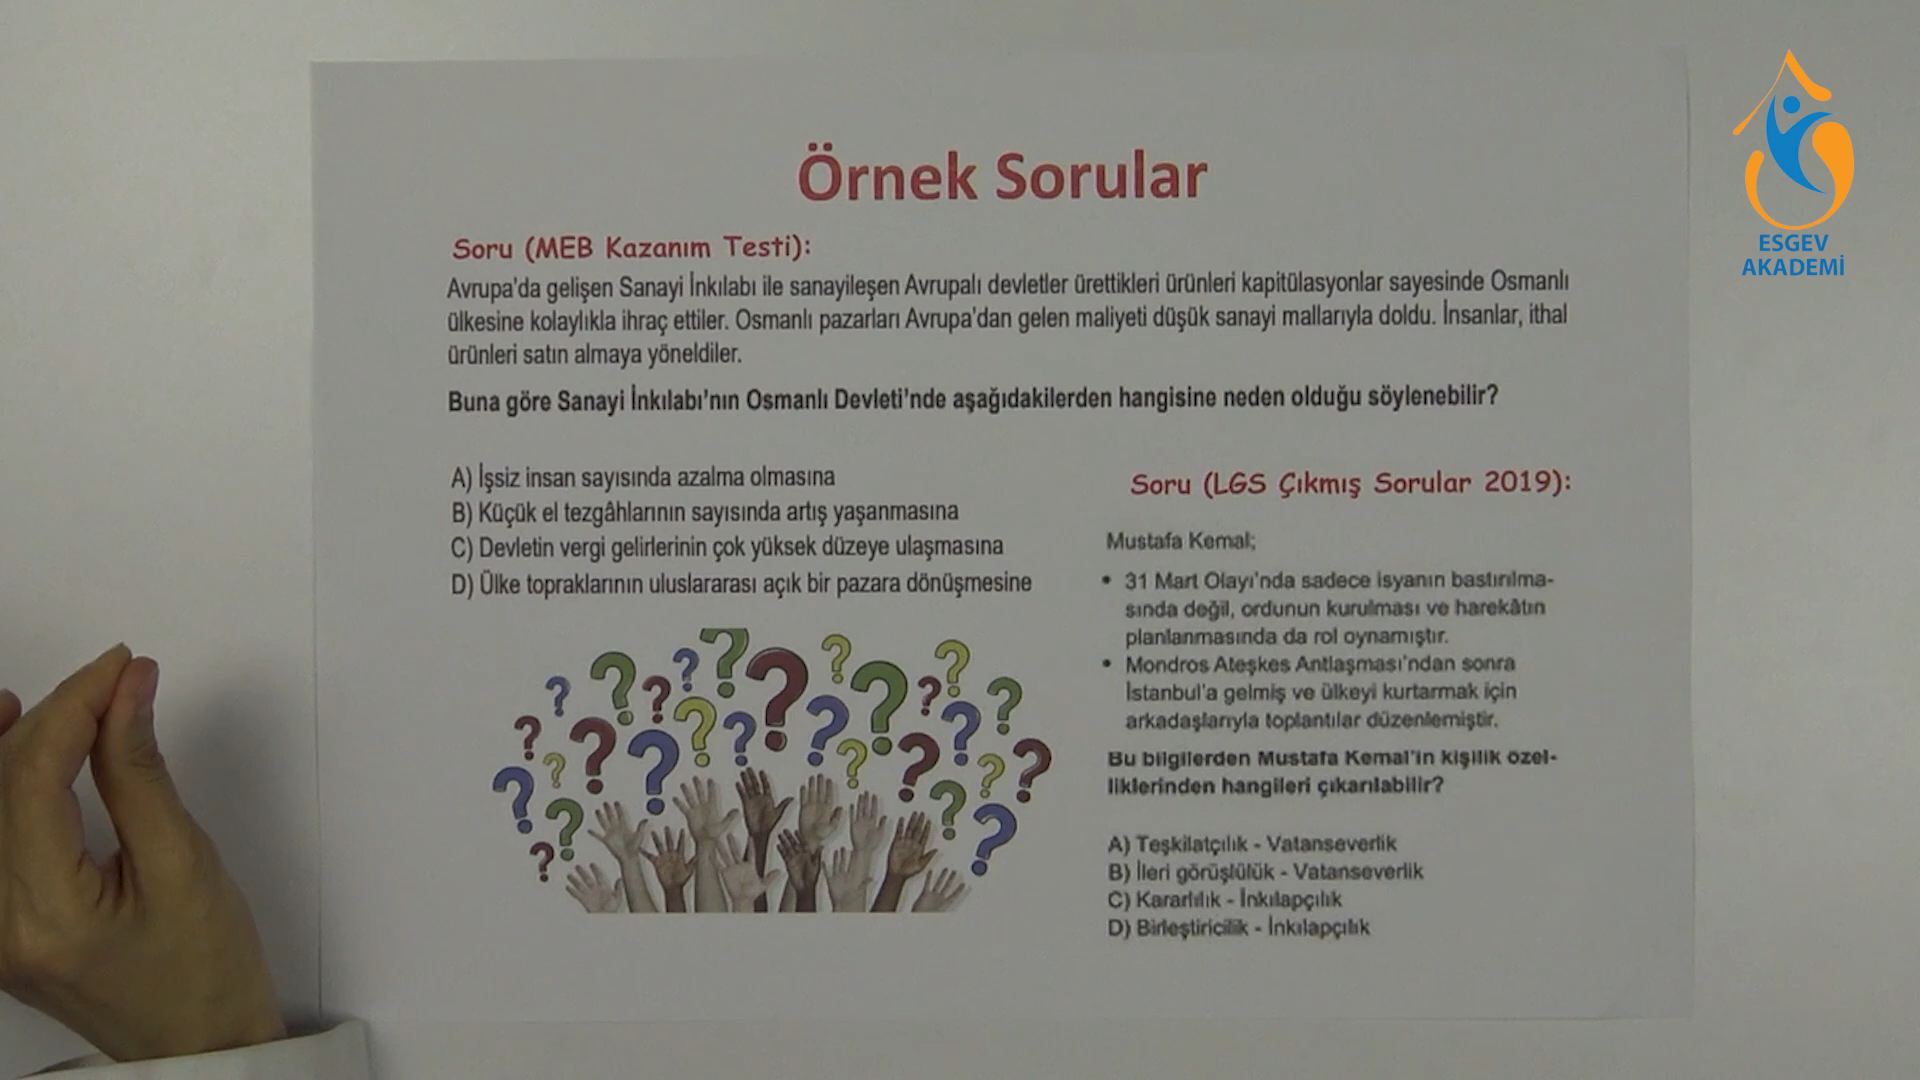 Örnek Sorular
Soru (MEB Kazanım Testi):
Avrupa'da gelişen Sanayi İnkılabı ile sanayileşen Avrupalı devletler ürettikleri ürünleri kapitülasyonlar sayesinde Osmanlı
ülkesine kolaylıkla ihraç ettiler. Osmanlı pazarları Avrupa'dan gelen maliyeti düşük sanayi mallarıyla doldu. İnsanlar, ithal
ürünleri satın almaya yöneldiler.
Buna göre Sanayi İnkılabı'nın Osmanlı Devleti'nde aşağıdakilerden hangisine neden olduğu söylenebilir?
A) İşsiz insan sayısında azalma olmasına
B) Küçük el tezgâhlarının sayısında artış yaşanmasına
C) Devletin vergi gelirlerinin çok yüksek düzeye ulaşmasına
D) Ülke topraklarının uluslararası açık bir pazara dönüşmesine
Soru (LGS Çıkmış Sorular 2019):
Mustafa Kemal;
• 31 Mart Olayı'nda sadece isyanın bastırılma-
sında değil, ordunun kurulması ve harekâtın
planlanmasında da rol oynamıştır.
• Mondros Ateşkes Antlaşması'ndan sonra
İstanbul'a gelmiş ve ülkeyi kurtarmak için
arkadaşlarıyla toplantılar düzenlemiştir.
Bu bilgilerden Mustafa Kemal'in kişilik özel-
liklerinden hangileri çıkarılabilir?
A) Teşkilatçılık - Vatanseverlik
B) İleri görüşlülük - Vatanseverlik
C) Kararlılık - İnkılapçılık
D) Birleştiricilik - İnkılapçılık
ESGEV
AKADEMİ